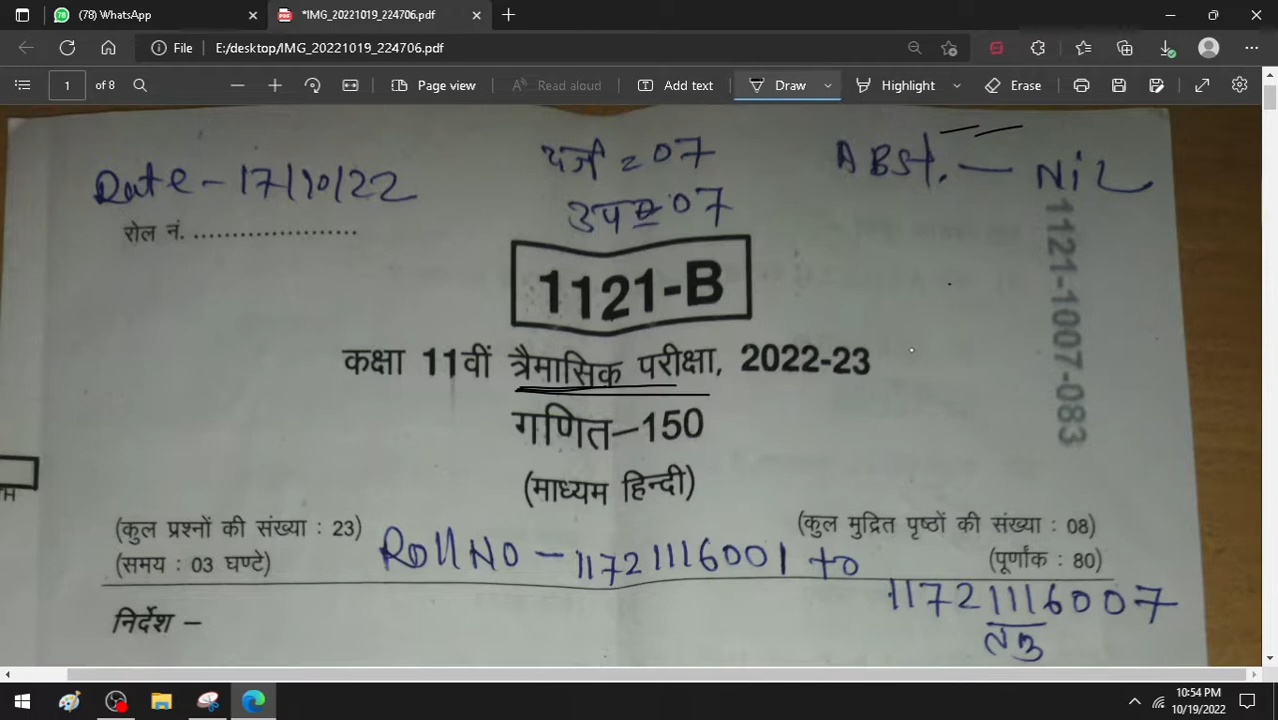 (78) WhatsApp
*IMG_20221019_224706.pdf
File
E:/desktop/IMG_20221019_224706.pdf
1 of 8
Page view
Read aloud
Add text
Draw
Highlight
Erase
Date - 17/10/22
दर्ज = 07
उप = 07
ABSt. - NiL
रोल नं. .....................
1121-B
1121-1007-083
कक्षा 11वीं त्रैमासिक परीक्षा, 2022-23
गणित–150
(माध्यम हिन्दी)
(कुल प्रश्नों की संख्या : 23)
(कुल मुद्रित पृष्ठों की संख्या : 08)
(समय : 03 घण्टे)
Roll NO - 11721116001 to
(पूर्णांक : 80)
11721116007
निर्देश –
10:54 PM
10/19/2022